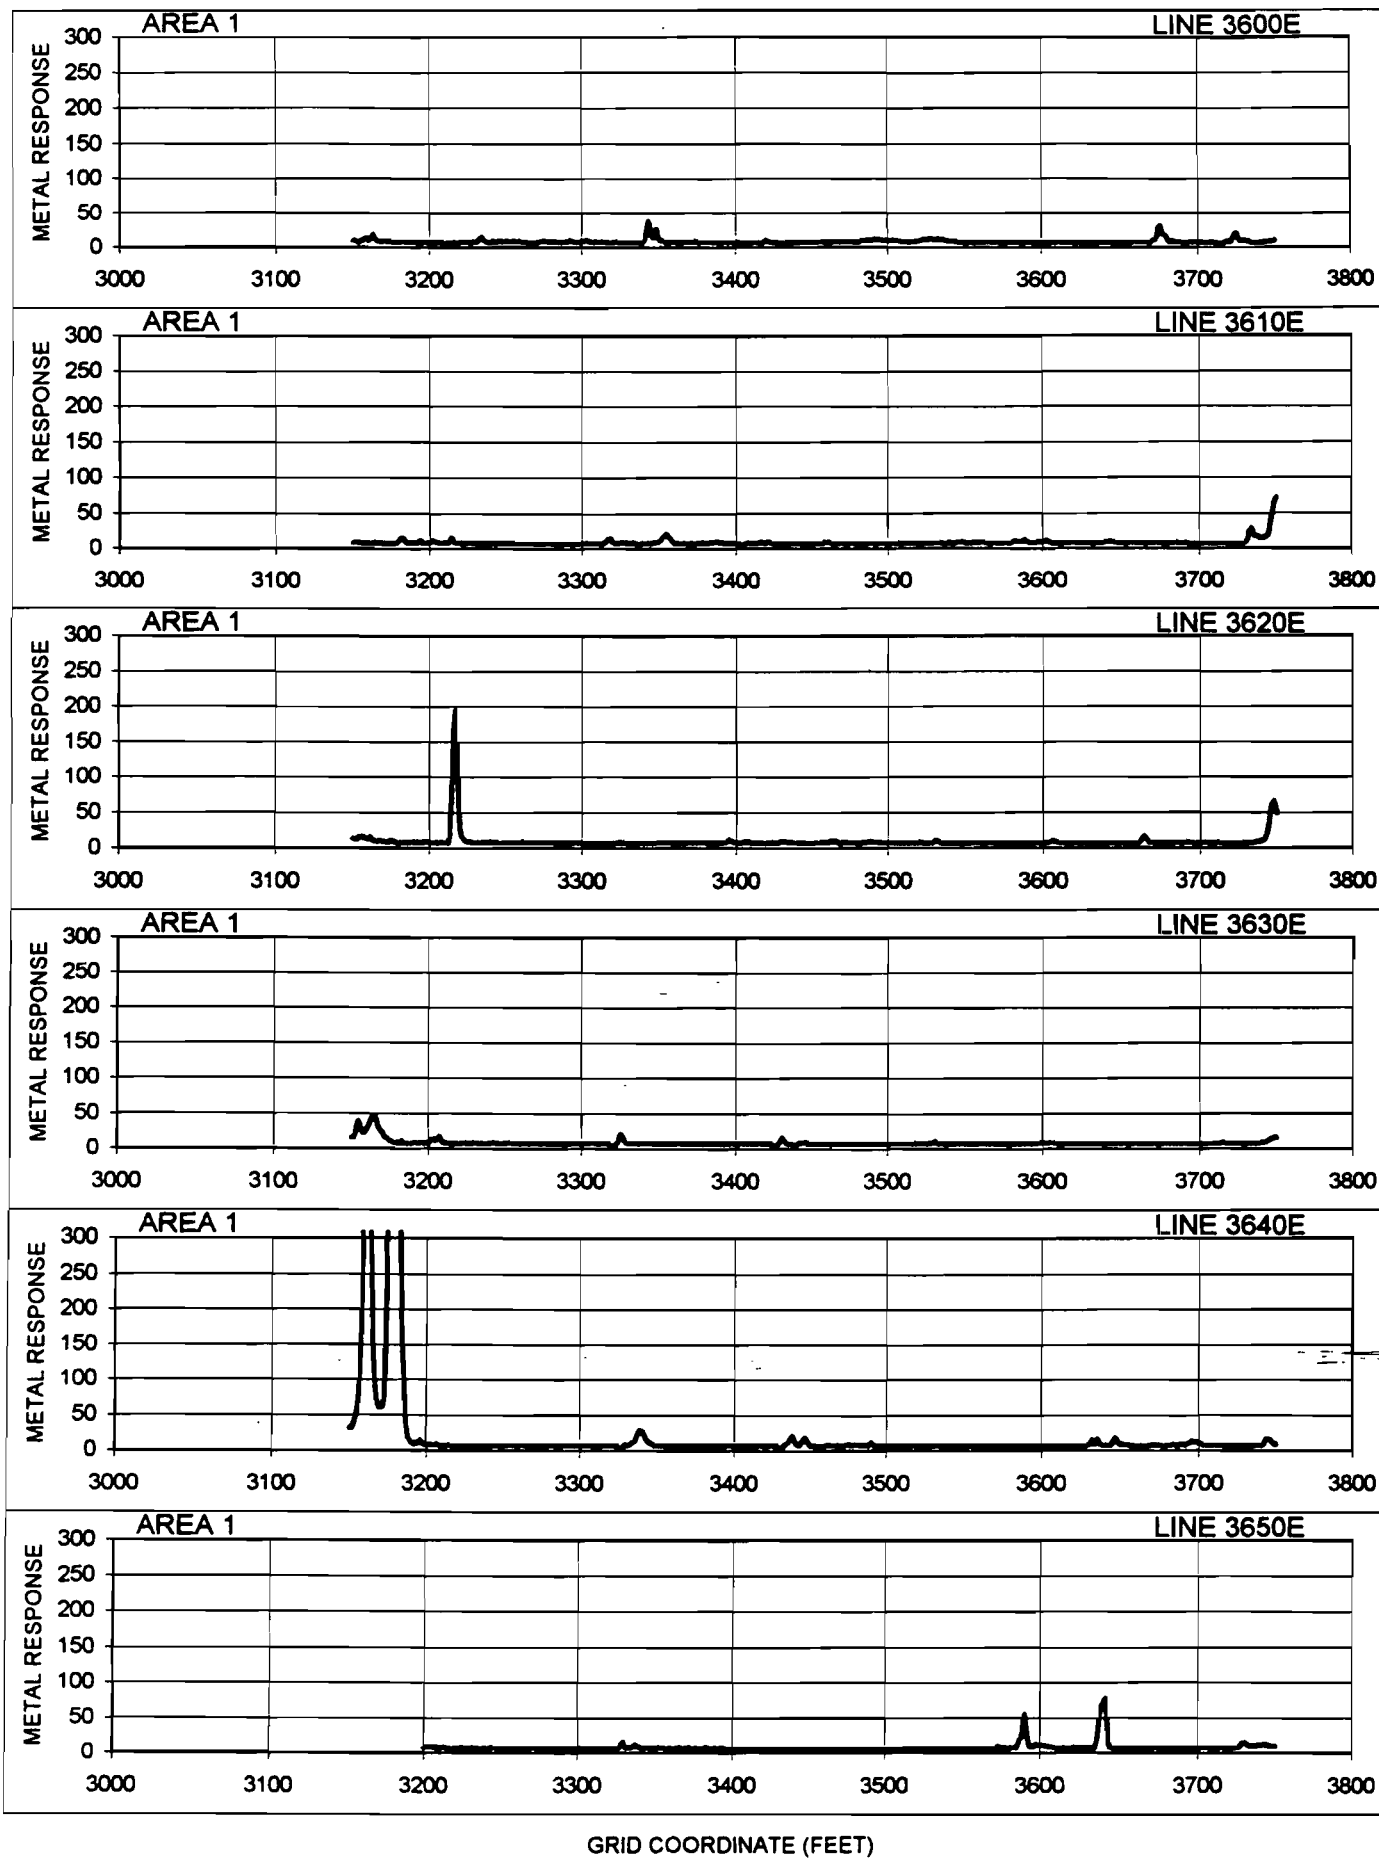 AREA 1 LINE 3600E
METAL RESPONSE
300
250
200
150
100
50
0
3000 3100 3200 3300 3400 3500 3600 3700 3800
AREA 1 LINE 3610E
METAL RESPONSE
300
250
200
150
100
50
0
3000 3100 3200 3300 3400 3500 3600 3700 3800
AREA 1 LINE 3620E
METAL RESPONSE
300
250
200
150
100
50
0
3000 3100 3200 3300 3400 3500 3600 3700 3800
AREA 1 LINE 3630E
METAL RESPONSE
300
250
200
150
100
50
0
3000 3100 3200 3300 3400 3500 3600 3700 3800
AREA 1 LINE 3640E
METAL RESPONSE
300
250
200
150
100
50
0
3000 3100 3200 3300 3400 3500 3600 3700 3800
AREA 1 LINE 3650E
METAL RESPONSE
300
250
200
150
100
50
0
3000 3100 3200 3300 3400 3500 3600 3700 3800
GRID COORDINATE (FEET)